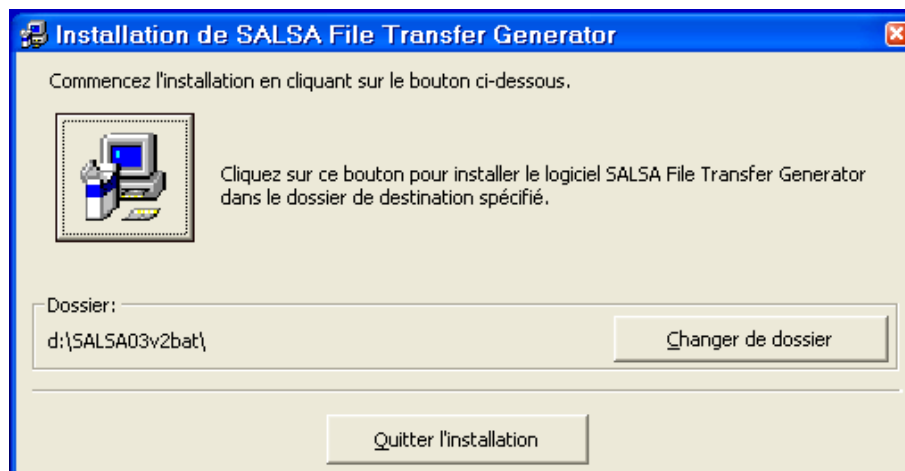 Installation de SALSA File Transfer Generator
Commencez l'installation en cliquant sur le bouton ci-dessous.
Cliquez sur ce bouton pour installer le logiciel SALSA File Transfer Generator
dans le dossier de destination spécifié.
Dossier:
d:\SALSA03v2bat\
Changer de dossier
Quitter l'installation